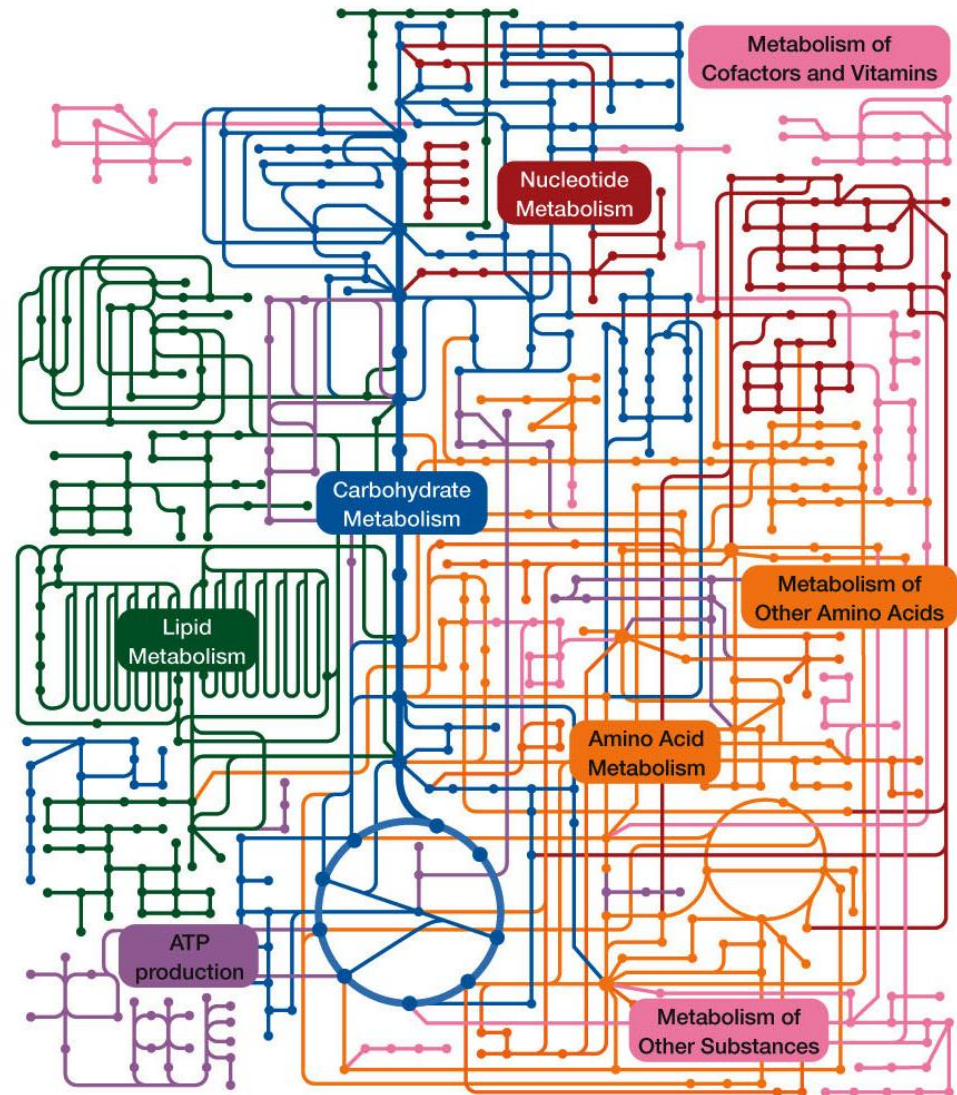 Metabolism of
Cofactors and Vitamins
Nucleotide
Metabolism
Carbohydrate
Metabolism
Metabolism of
Other Amino Acids
Lipid
Metabolism
Amino Acid
Metabolism
ATP
production
Metabolism of
Other Substances